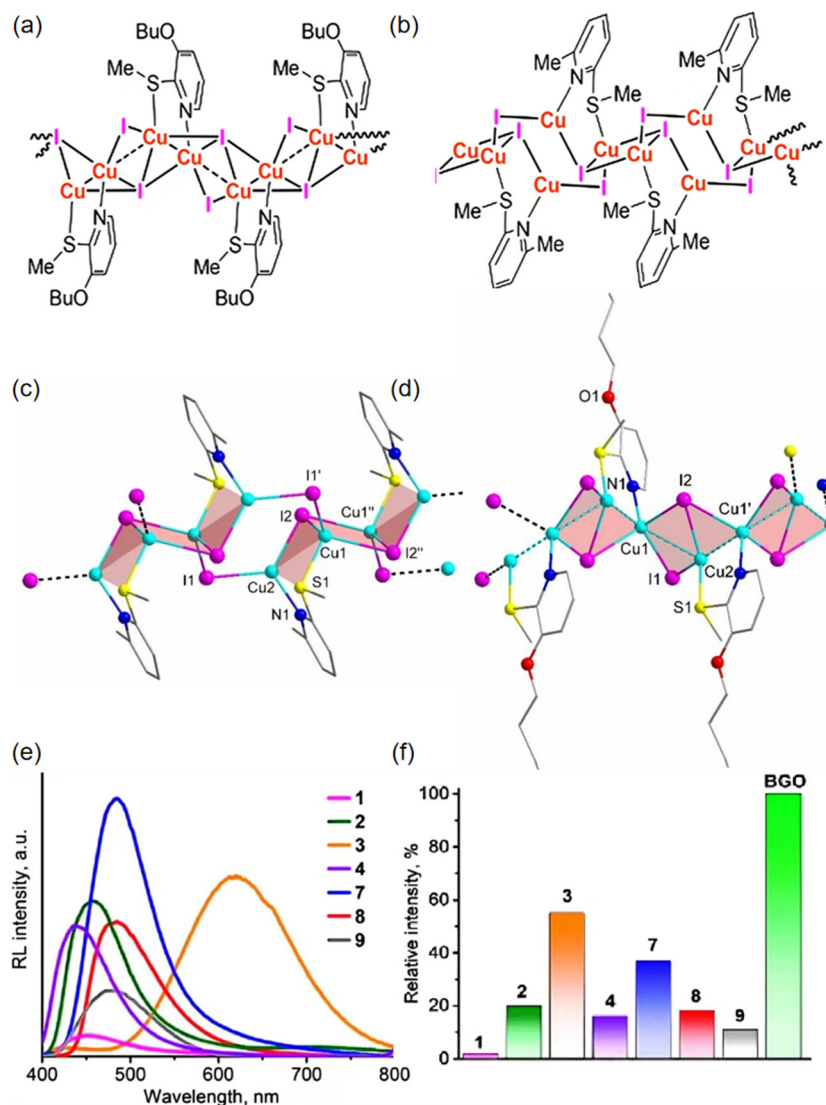 (a)
BuO
BuO
Me
S
N
Me
S
N
I
I
Cu
I
I
Cu
Cu
Cu
Cu
Cu
Cu
Cu
I
I
I
I
S
N
S
N
Me
Me
BuO
BuO
(b)
Me
Me
N
S
Me
N
S
Me
I
Cu
I
Cu
I
I
Cu
Cu
Cu
Cu
Cu
Cu
I
Cu
I
I
Cu
I
I
Me
S
N
Me
Me
S
N
Me
(c)
I1'
I2
Cu1''
Cu1
I2''
I1
Cu2
S1
N1
(d)
O1
N1
I2
Cu1'
Cu1
I1
Cu2
S1
(e)
RL intensity, a.u.
1
2
3
4
7
8
9
400 500 600 700 800
Wavelength, nm
(f)
Relative intensity, %
100
80
60
40
20
0
1
2
3
4
7
8
9
BGO